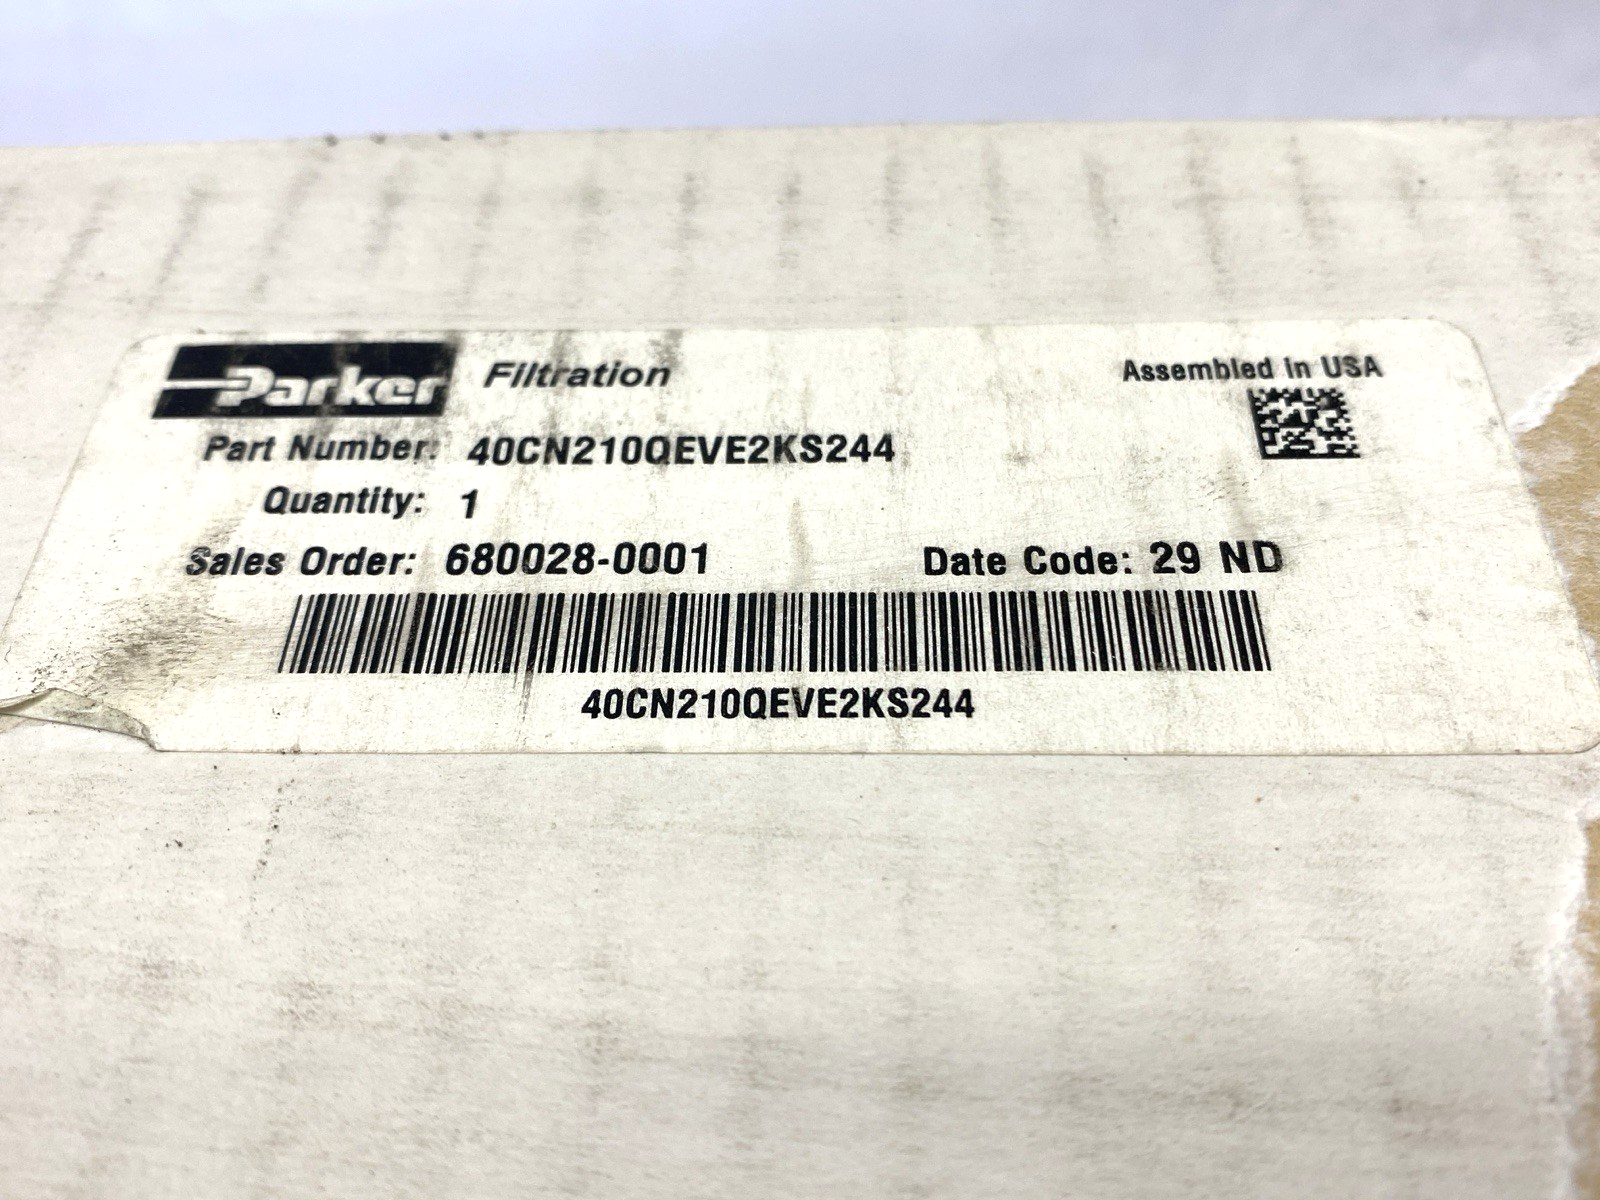 Parker Filtration
Assembled in USA
Part Number: 40CN210QEVE2KS244
Quantity: 1
Sales Order: 680028-0001
Date Code: 29 ND
40CN210QEVE2KS244